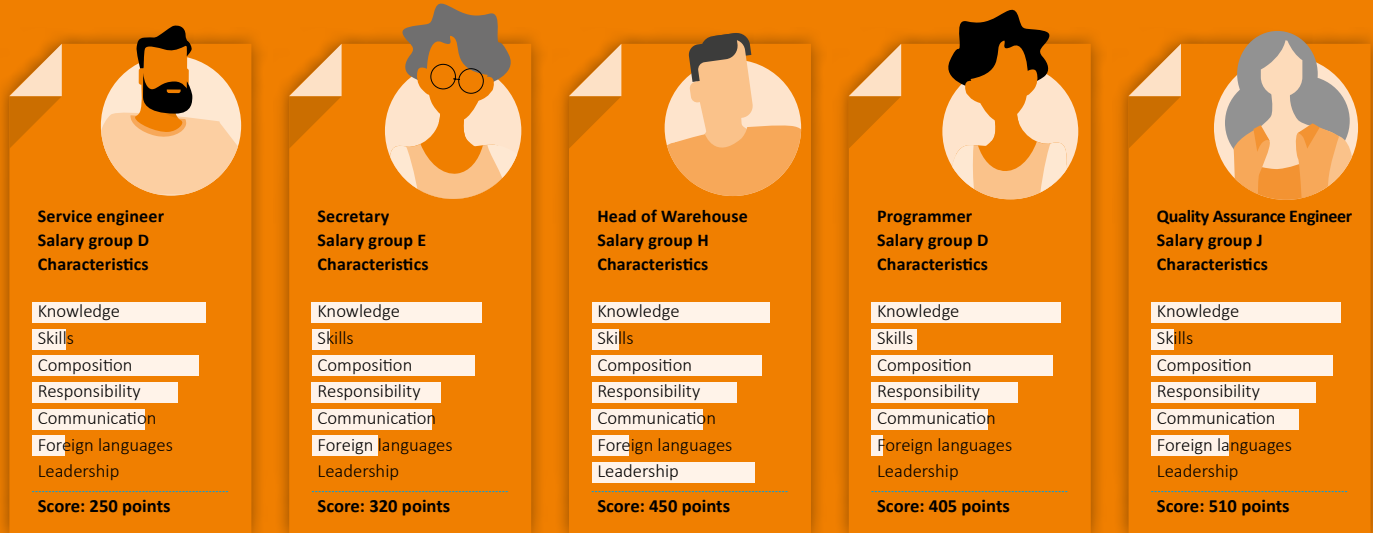 Service engineer
Salary group D
Characteristics
Knowledge
Skills
Composition
Responsibility
Communication
Foreign languages
Leadership
Score: 250 points
Secretary
Salary group E
Characteristics
Knowledge
Skills
Composition
Responsibility
Communication
Foreign languages
Leadership
Score: 320 points
Head of Warehouse
Salary group H
Characteristics
Knowledge
Skills
Composition
Responsibility
Communication
Foreign languages
Leadership
Score: 450 points
Programmer
Salary group D
Characteristics
Knowledge
Skills
Composition
Responsibility
Communication
Foreign languages
Leadership
Score: 405 points
Quality Assurance Engineer
Salary group J
Characteristics
Knowledge
Skills
Composition
Responsibility
Communication
Foreign languages
Leadership
Score: 510 points